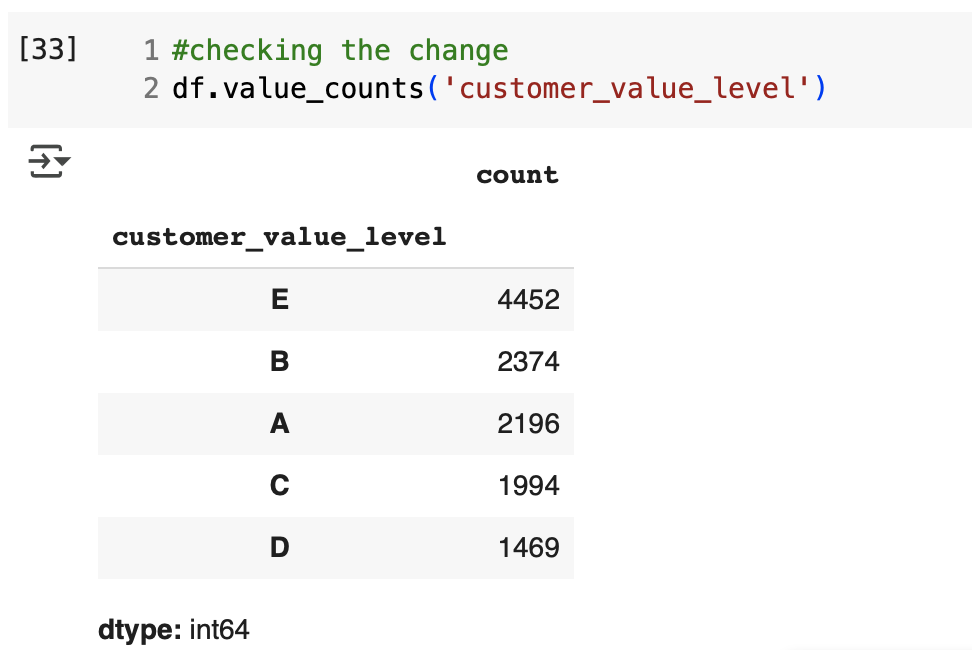 [33] 1 #checking the change
2 df.value_counts('customer_value_level')
count
customer_value_level
E 4452
B 2374
A 2196
C 1994
D 1469
dtype: int64